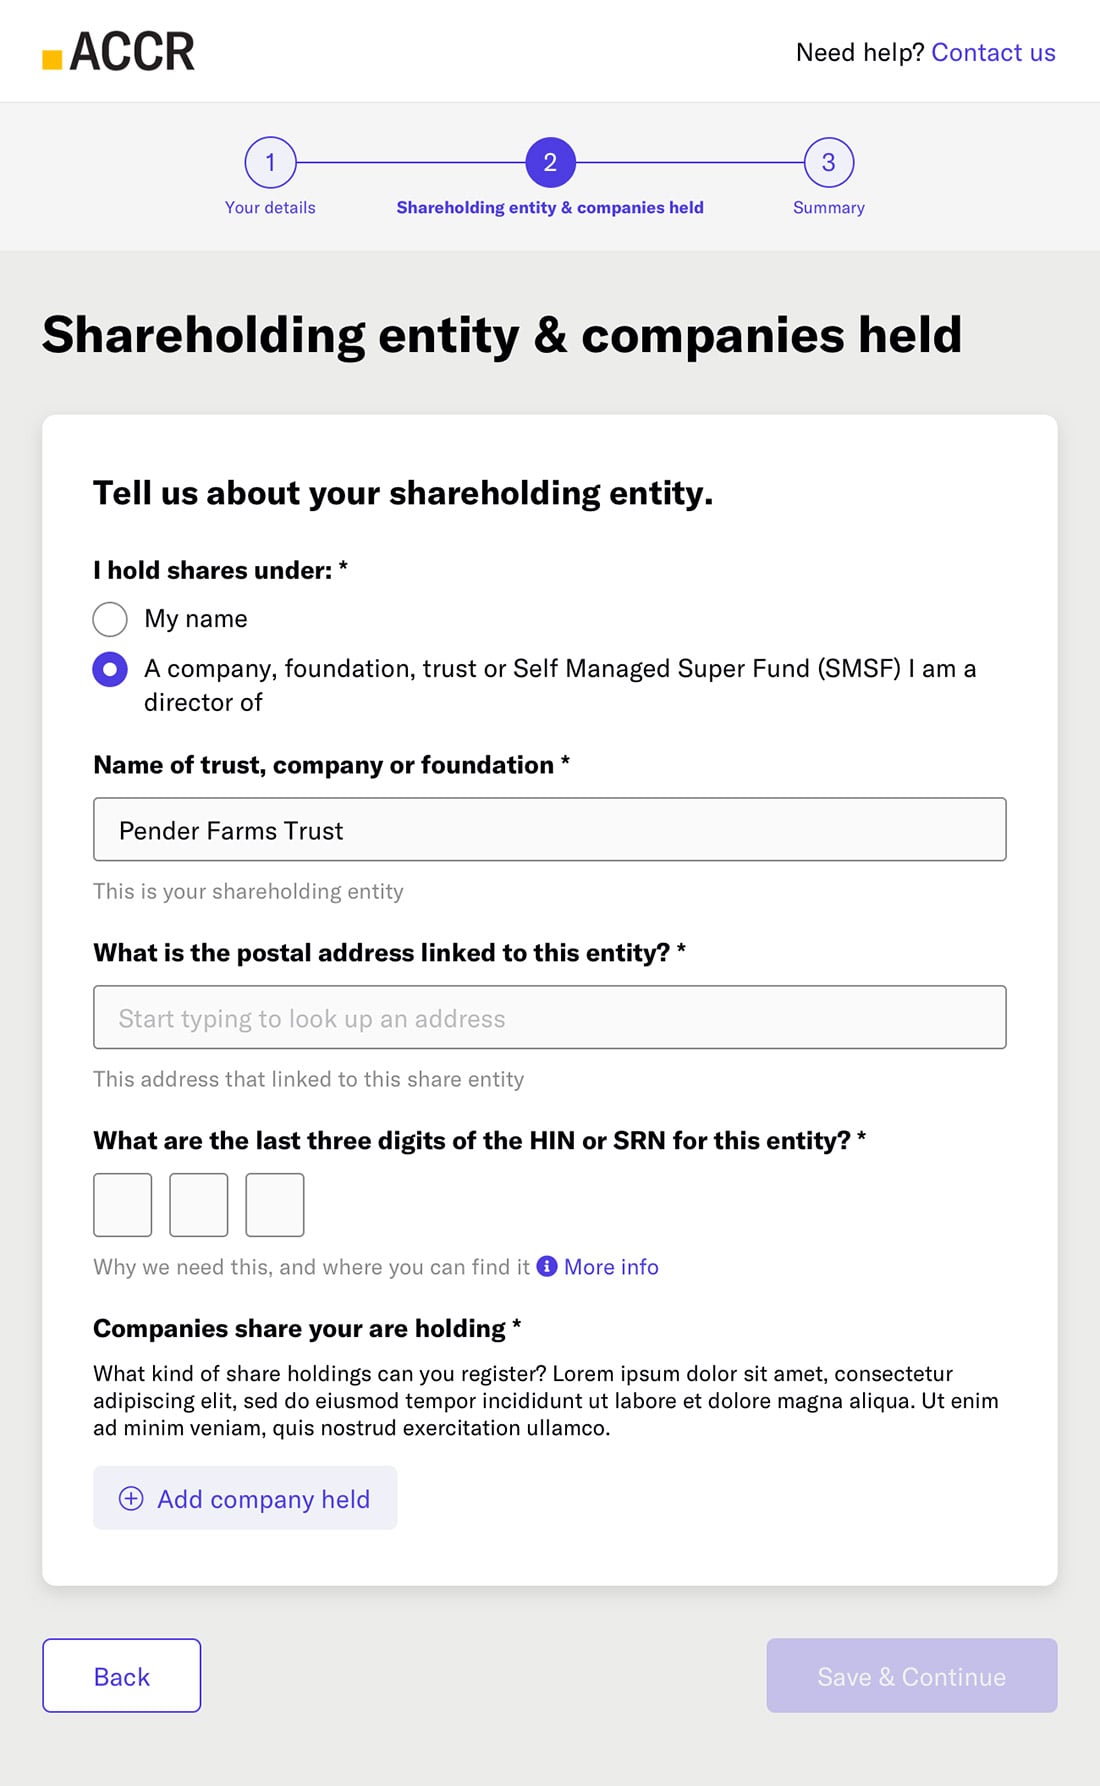 ACCR
Need help? Contact us
1
2
3
Your details
Shareholding entity & companies held
Summary
Shareholding entity & companies held
Tell us about your shareholding entity.
I hold shares under: *
My name
A company, foundation, trust or Self Managed Super Fund (SMSF) I am a
director of
Name of trust, company or foundation *
Pender Farms Trust
This is your shareholding entity
What is the postal address linked to this entity? *
Start typing to look up an address
This address that linked to this share entity
What are the last three digits of the HIN or SRN for this entity? *
Why we need this, and where you can find it i More info
Companies share your are holding *
What kind of share holdings can you register? Lorem ipsum dolor sit amet, consectetur
adipiscing elit, sed do eiusmod tempor incididunt ut labore et dolore magna aliqua. Ut enim
ad minim veniam, quis nostrud exercitation ullamco.
Add company held
Back
Save & Continue